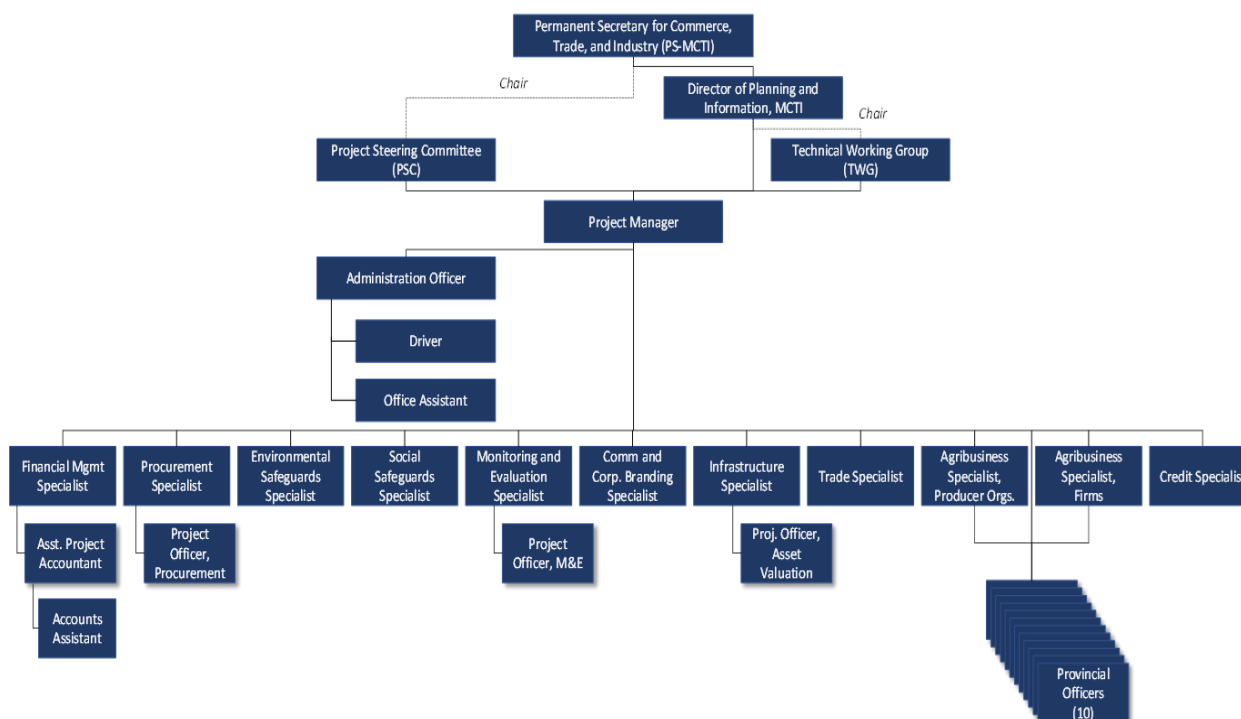 Permanent Secretary for Commerce,
Trade, and Industry (PS-MCTI)
Chair
Director of Planning and
Information, MCTI
Chair
Project Steering Committee
(PSC)
Technical Working Group
(TWG)
Project Manager
Administration Officer
Driver
Office Assistant
Financial Mgmt
Specialist
Procurement
Specialist
Environmental
Safeguards
Specialist
Social
Safeguards
Specialist
Monitoring and
Evaluation
Specialist
Comm and
Corp. Branding
Specialist
Infrastructure
Specialist
Trade Specialist
Agribusiness
Specialist,
Producer Orgs.
Agribusiness
Specialist,
Firms
Credit Specialist
Asst. Project
Accountant
Project
Officer,
Procurement
Project
Officer, M&E
Proj. Officer,
Asset
Valuation
Accounts
Assistant
Provincial
Officers
(10)